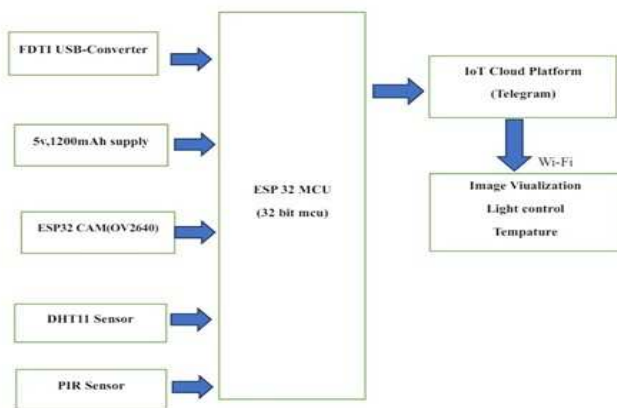 FDTI USB-Converter
5v,1200mAh supply
ESP32 CAM(OV2640)
DHT11 Sensor
PIR Sensor
ESP 32 MCU
(32 bit mcu)
IoT Cloud Platform
(Telegram)
Wi-Fi
Image Viualization
Light control
Tempature